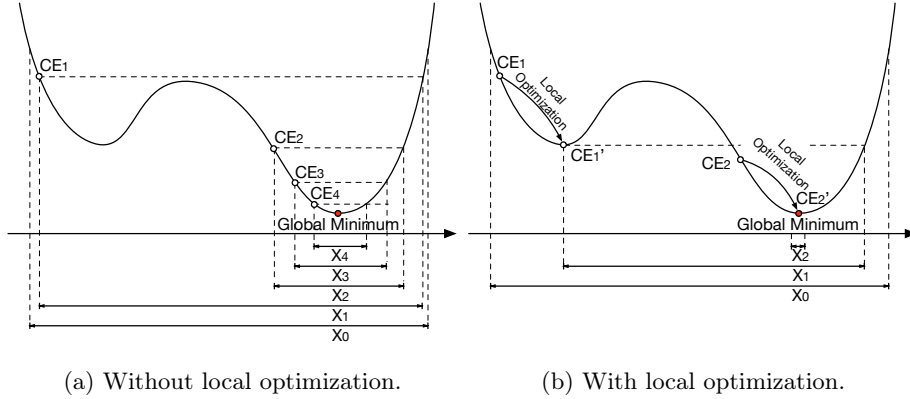 CE1
CE2
CE3
CE4
Global Minimum
X4
X3
X2
X1
X0
(a) Without local optimization.
CE1
Local
Optimization
CE1'
CE2
Local
Optimization
CE2'
Global Minimum
X2
X1
X0
(b) With local optimization.